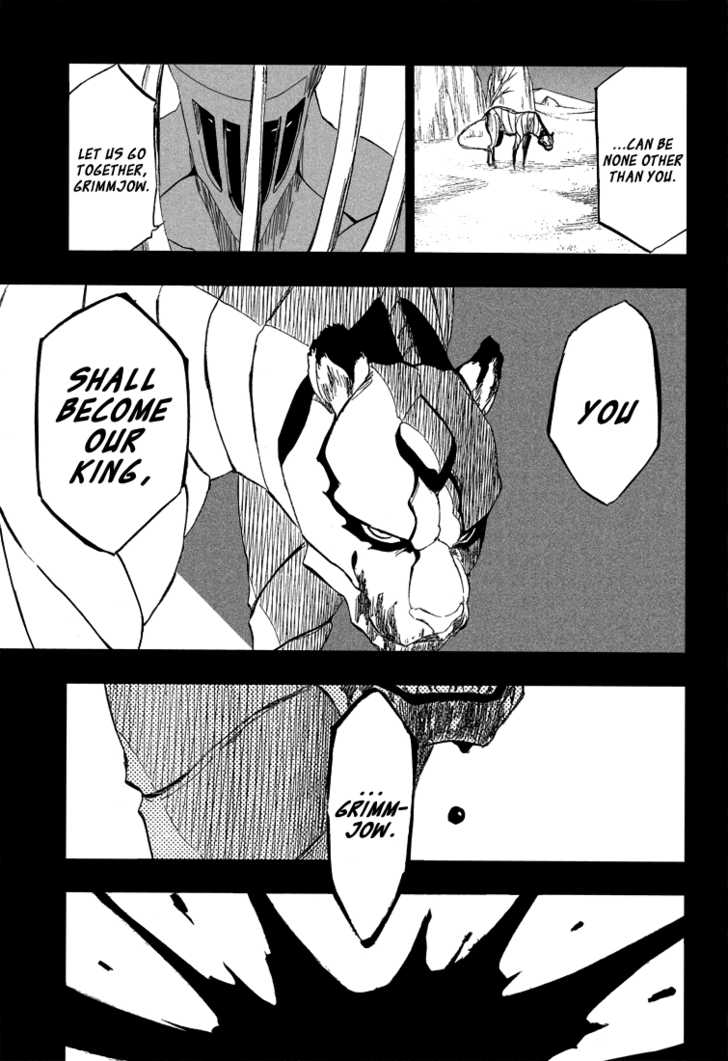 ...CAN BE
NONE OTHER
THAN YOU.
LET US GO
TOGETHER,
GRIMMJOW.
YOU
SHALL
BECOME
OUR
KING,
...
GRIMM-
JOW.